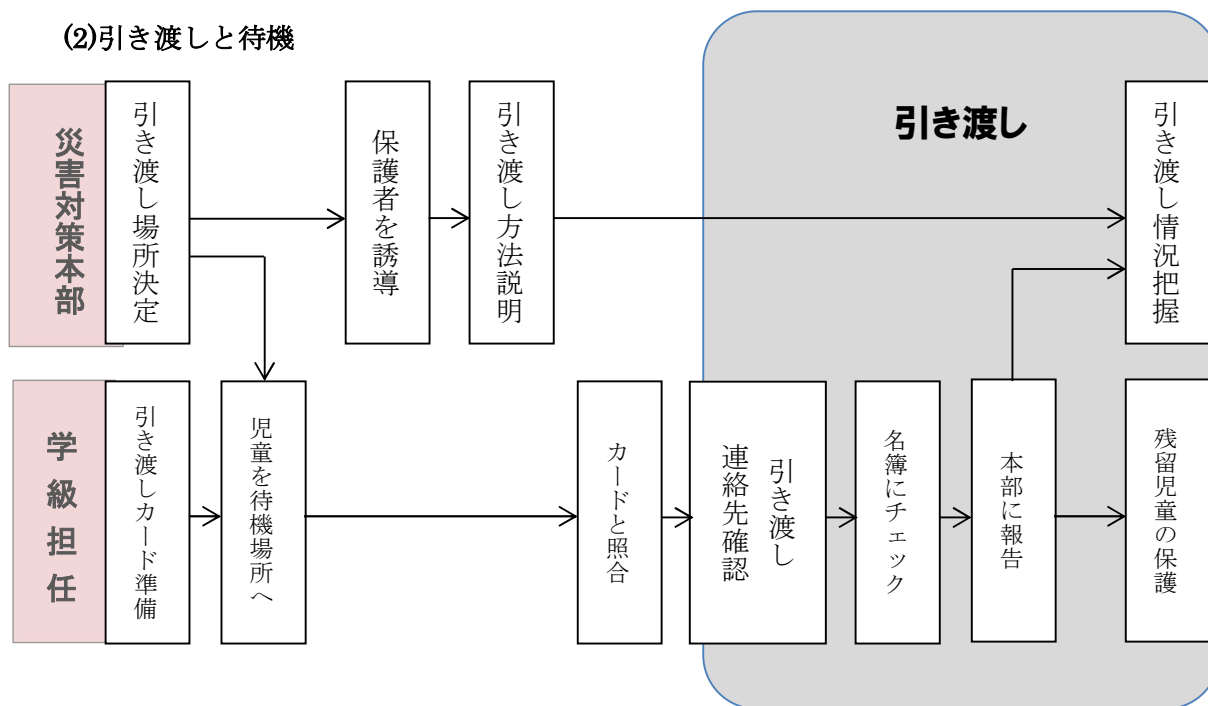 (2)引き渡しと待機
災害対策本部
引き渡し場所決定
保護者を誘導
引き渡し方法説明
引き渡し
引き渡し情況把握
学級担任
引き渡しカード準備
児童を待機場所へ
カードと照合
引き渡し
連絡先確認
名簿にチェック
本部に報告
残留児童の保護